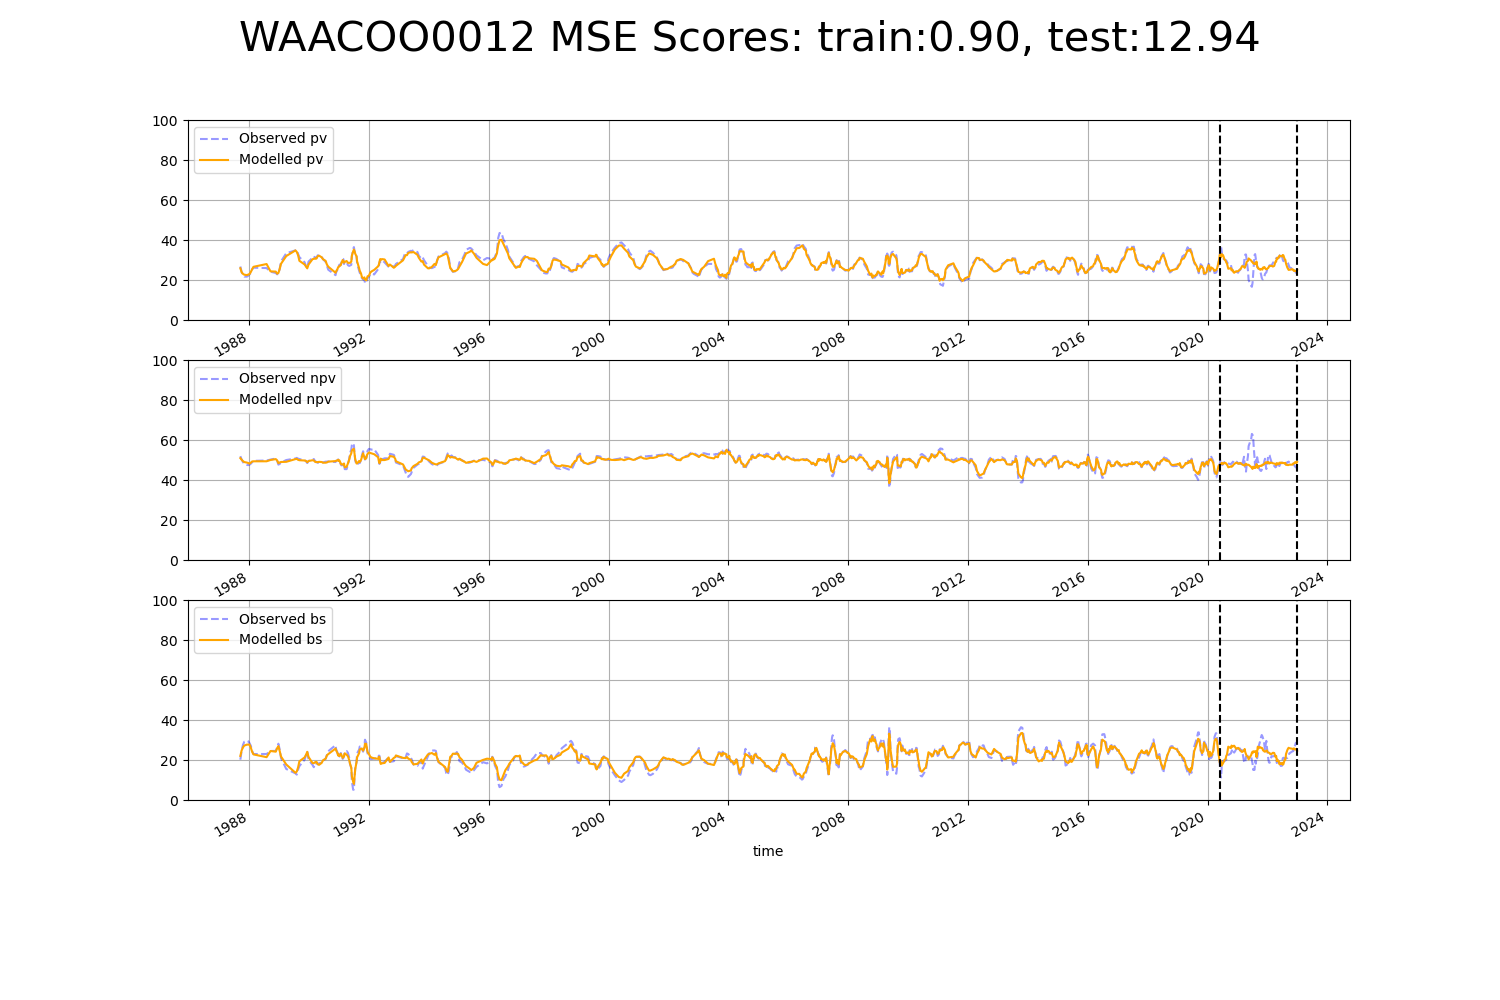 WAACOO0012 MSE Scores: train:0.90, test:12.94
100
80
60
40
20
0
Observed pv
Modelled pv
1988 1992 1996 2000 2004 2008 2012 2016 2020 2024
100
80
60
40
20
0
Observed npv
Modelled npv
1988 1992 1996 2000 2004 2008 2012 2016 2020 2024
100
80
60
40
20
0
Observed bs
Modelled bs
1988 1992 1996 2000 2004 2008 2012 2016 2020 2024
time